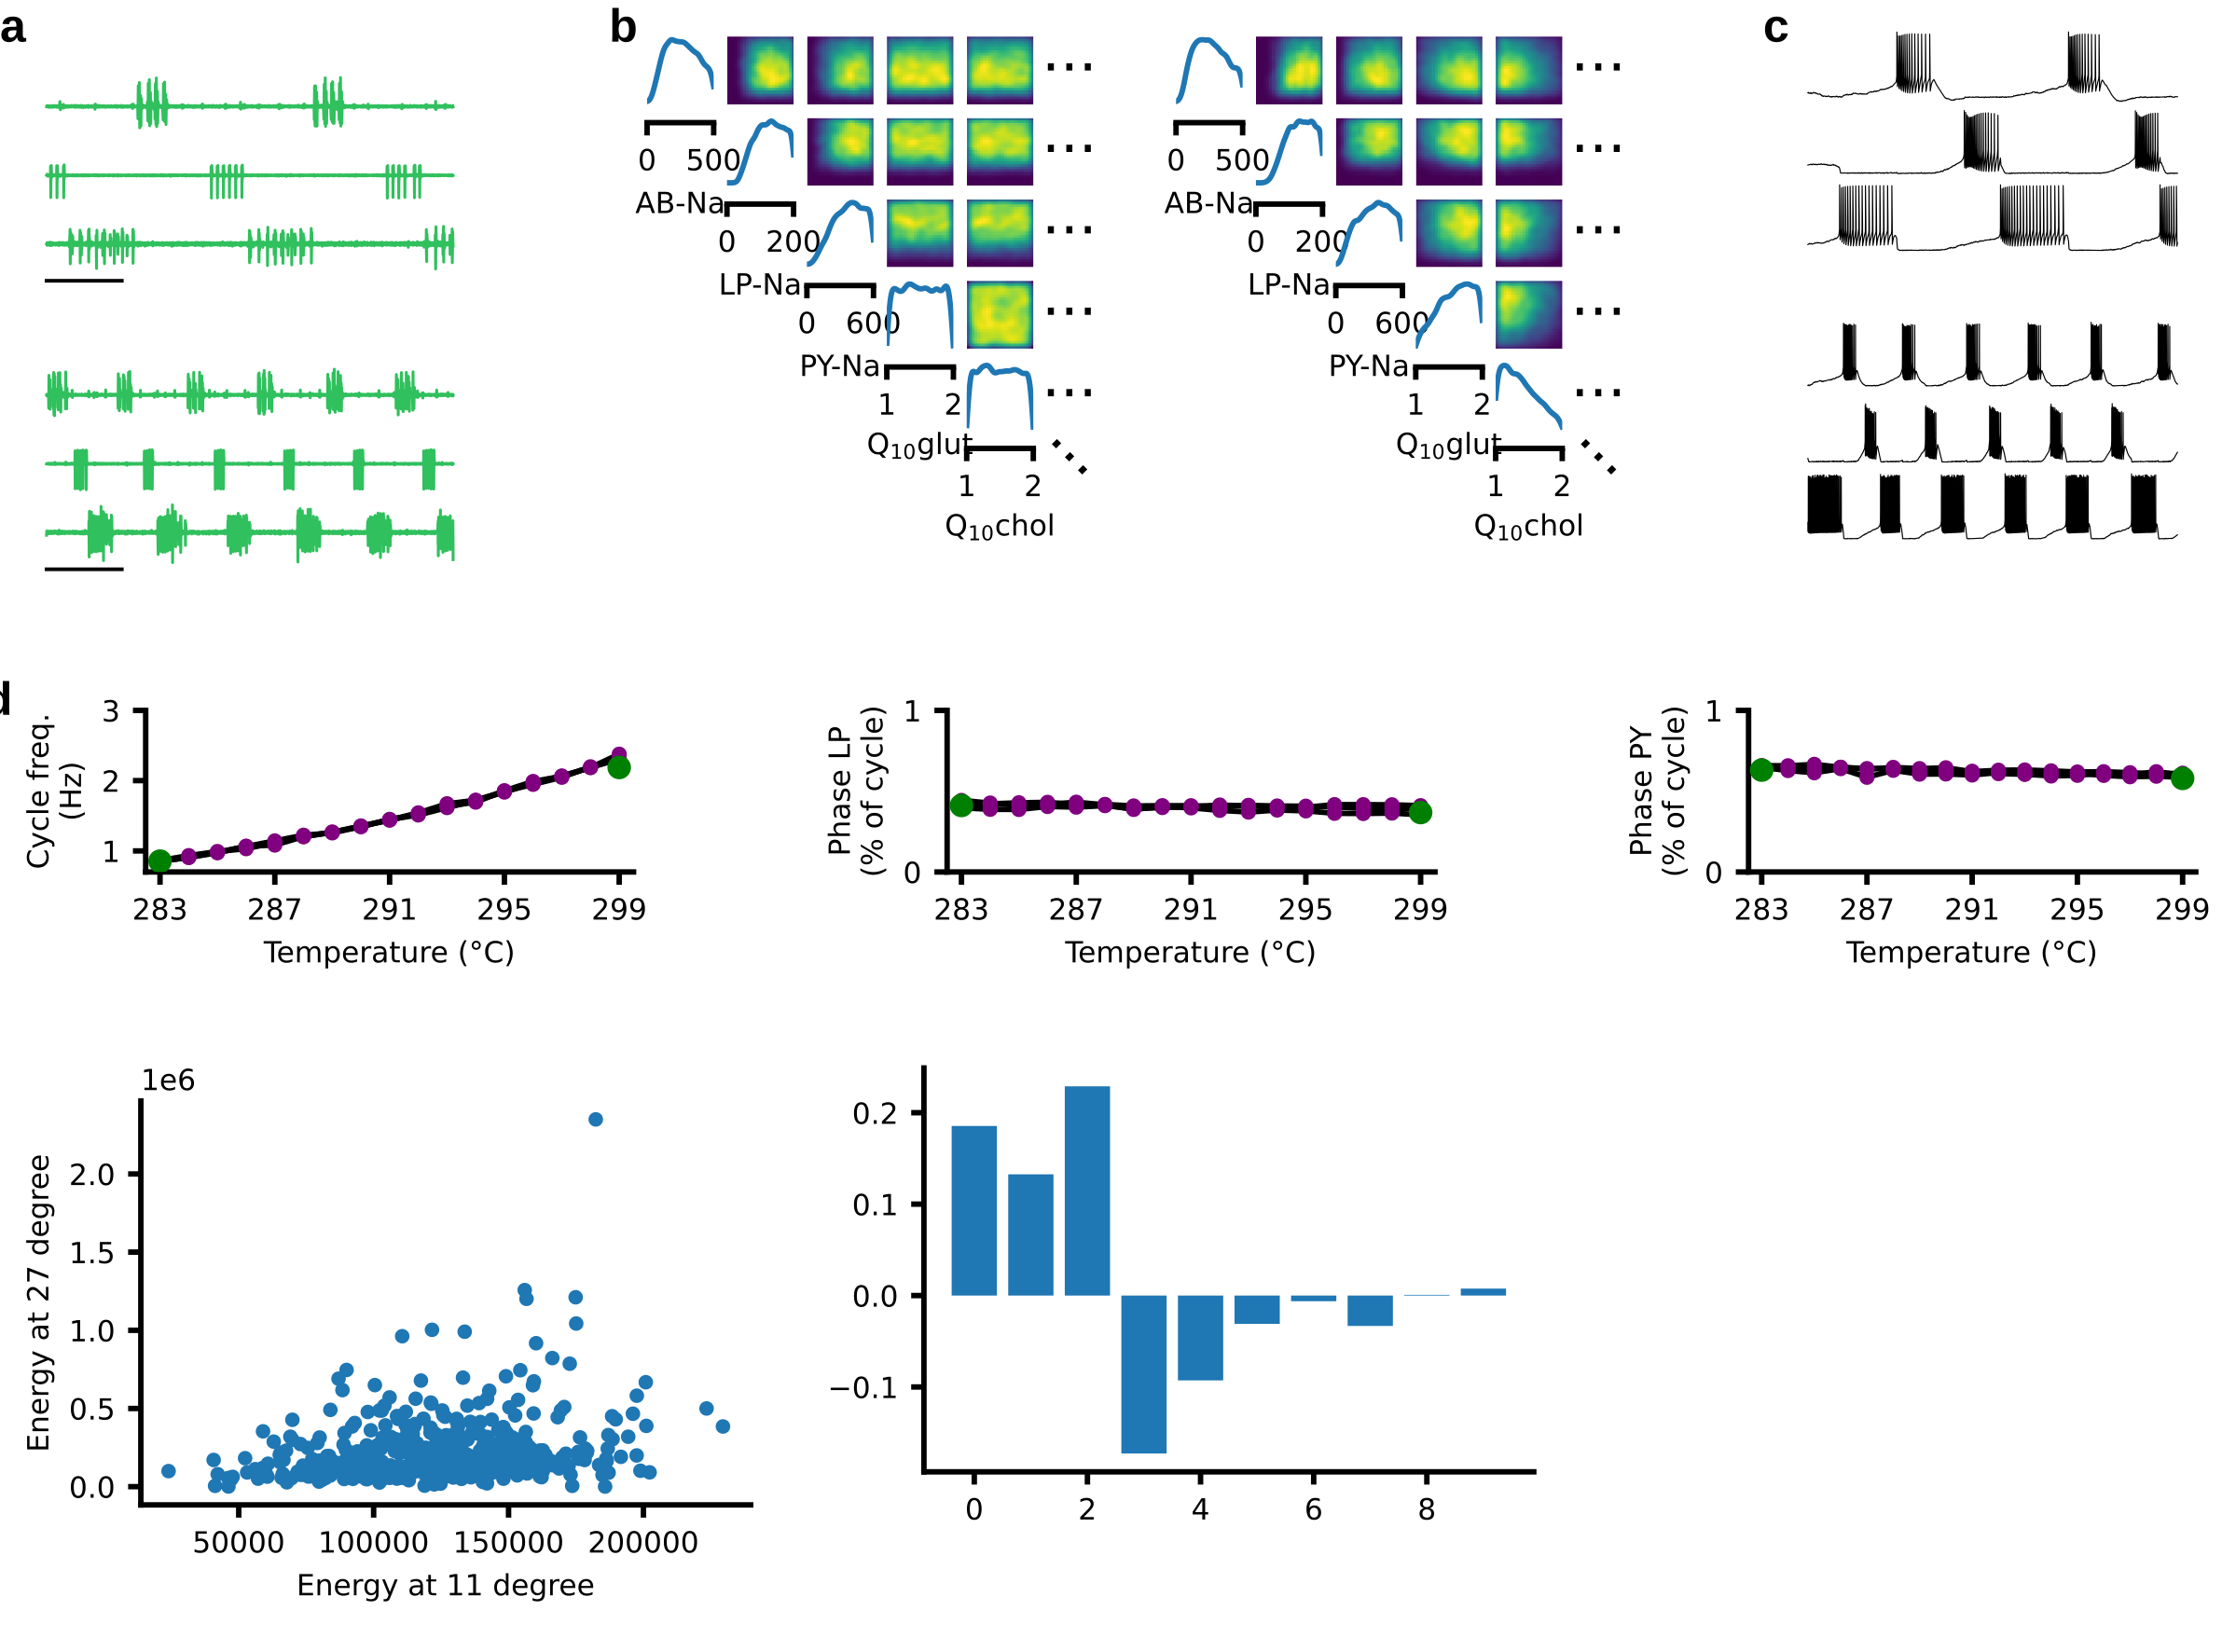 a
b
c
0 500
AB-Na
0 200
LP-Na
0 600
PY-Na
1 2
Q₁₀glut
1 2
Q₁₀chol
...
0 500
AB-Na
0 200
LP-Na
0 600
PY-Na
1 2
Q₁₀glut
1 2
Q₁₀chol
...
d
Cycle freq.
(Hz)
3
2
1
283 287 291 295 299
Temperature (°C)
Phase LP
(% of cycle)
1
0
283 287 291 295 299
Temperature (°C)
Phase PY
(% of cycle)
1
0
283 287 291 295 299
Temperature (°C)
1e6
Energy at 27 degree
2.0
1.5
1.0
0.5
0.0
50000 100000 150000 200000
Energy at 11 degree
0.2
0.1
0.0
−0.1
0 2 4 6 8